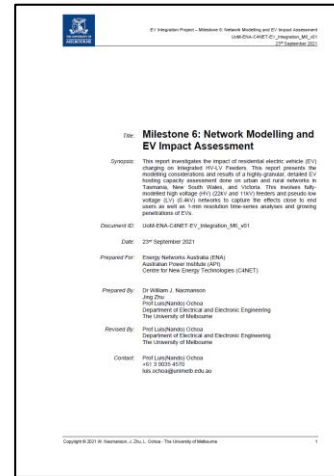 THE UNIVERSITY OF
MELBOURNE
EV Integration Project – Milestone 6: Network Modelling and EV Impact Assessment
UoM-ENA-C4NET-EV_Integration_M6_v01
23rd September 2021
Title: Milestone 6: Network Modelling and
EV Impact Assessment
Synopsis: This report investigates the impact of residential electric vehicle (EV)
charging on integrated HV-LV Feeders. This report presents the
modelling considerations and results of a highly-granular, detailed EV
hosting capacity assessment done on urban and rural networks in
Tasmania, New South Wales, and Victoria. This involves fully-
modelled high voltage (HV) (22kV and 11kV) feeders and pseudo low
voltage (LV) (0.4kV) networks to capture the effects close to end
users as well as 1-min resolution time-series analyses and growing
penetrations of EVs.
Document ID: UoM-ENA-C4NET-EV_Integration_M6_v01
Date: 23rd September 2021
Prepared For: Energy Networks Australia (ENA)
Australian Power Institute (API)
Centre for New Energy Technologies (C4NET)
Prepared By: Dr William J. Nacmanson
Jing Zhu
Prof Luis(Nando) Ochoa
Department of Electrical and Electronic Engineering
The University of Melbourne
Revised By: Prof Luis(Nando) Ochoa
Department of Electrical and Electronic Engineering
The University of Melbourne
Contact: Prof Luis(Nando) Ochoa
+61 3 9035 4570
luis.ochoa@unimelb.edu.au
Copyright © 2021 W. Nacmanson, J. Zhu, L. Ochoa - The University of Melbourne 1